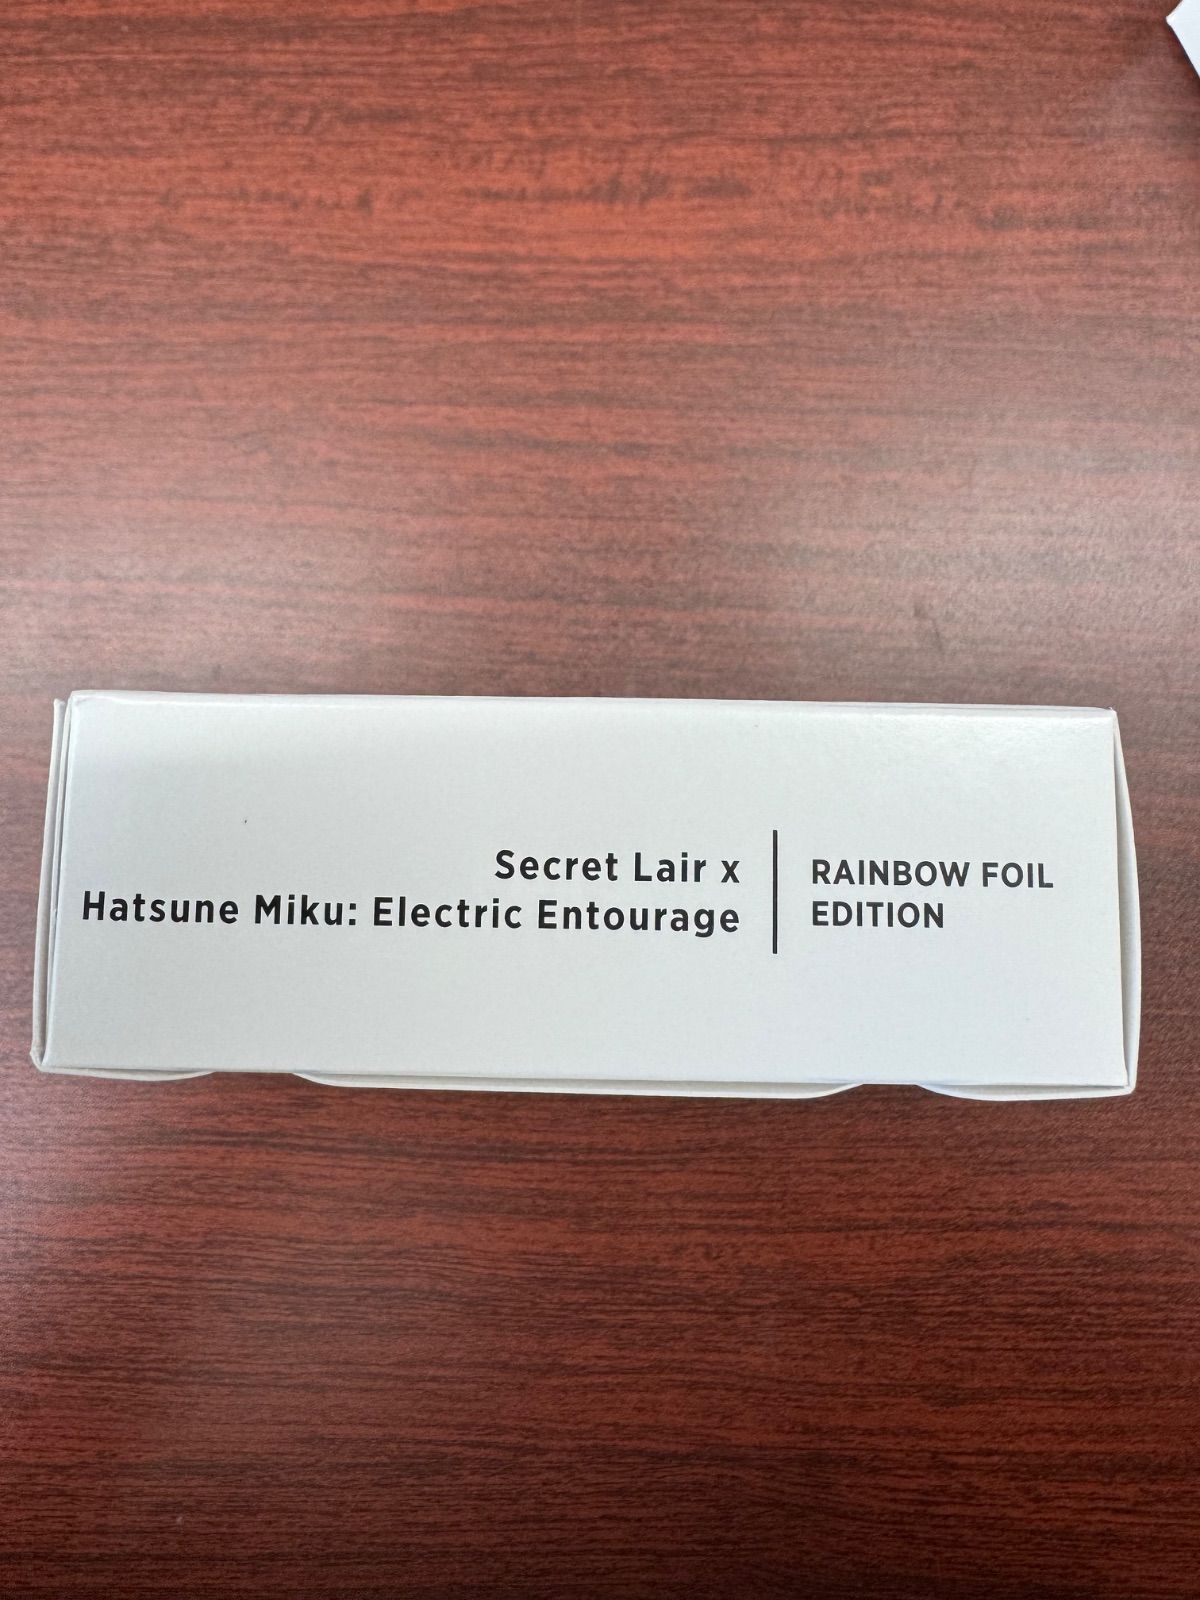 Secret Lair x
Hatsune Miku: Electric Entourage
RAINBOW FOIL
EDITION